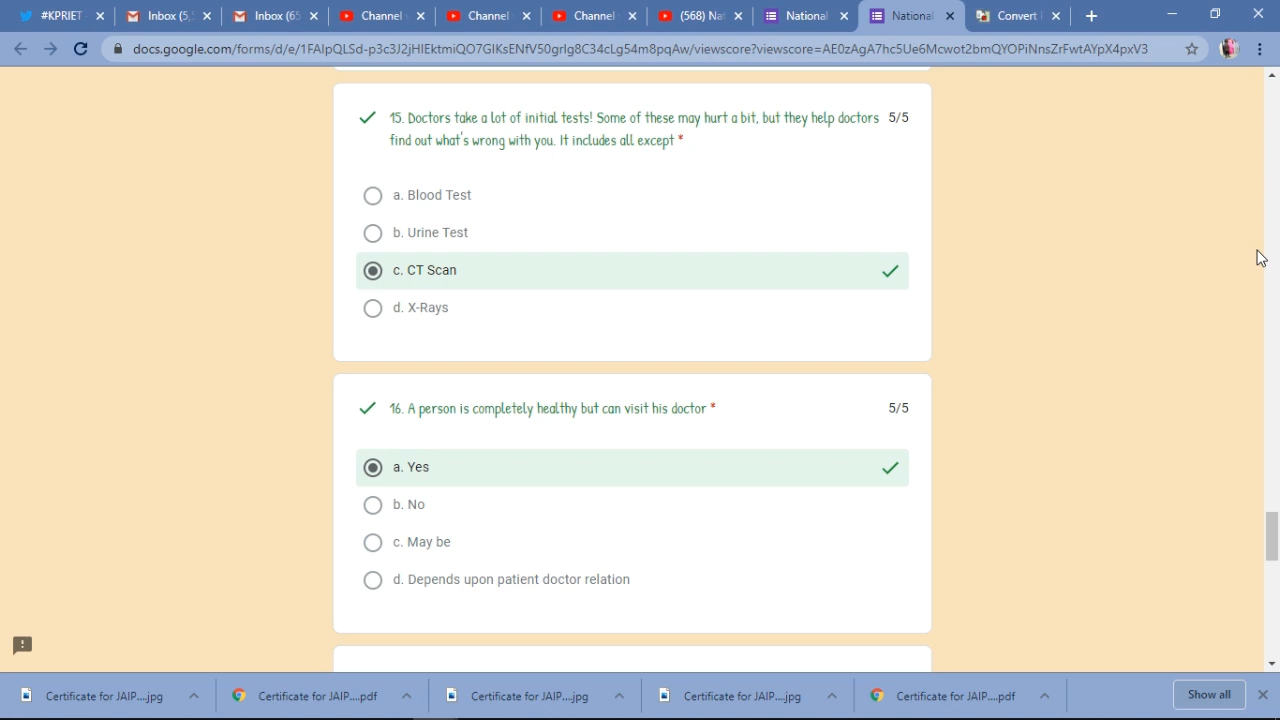 #KPRIET
Inbox (5,
Inbox (65
Channel
Channel
Channel
(568) Na
National
National
Convert
docs.google.com/forms/d/e/1FAIpQLSd-p3c3J2jHIEktmiQO7GIKsENfV50grIg8C34cLg54m8pqAw/viewscore?viewscore=AE0zAgA7hc5Ue6Mcwot2bmQYOPiNnsZrFwtAYpX4pxV3
15. Doctors take a lot of initial tests! Some of these may hurt a bit, but they help doctors 5/5
find out what's wrong with you. It includes all except *
a. Blood Test
b. Urine Test
c. CT Scan
d. X-Rays
16. A person is completely healthy but can visit his doctor * 5/5
a. Yes
b. No
c. May be
d. Depends upon patient doctor relation
Certificate for JAIP....jpg
Certificate for JAIP....pdf
Certificate for JAIP....jpg
Certificate for JAIP....jpg
Certificate for JAIP....pdf
Show all